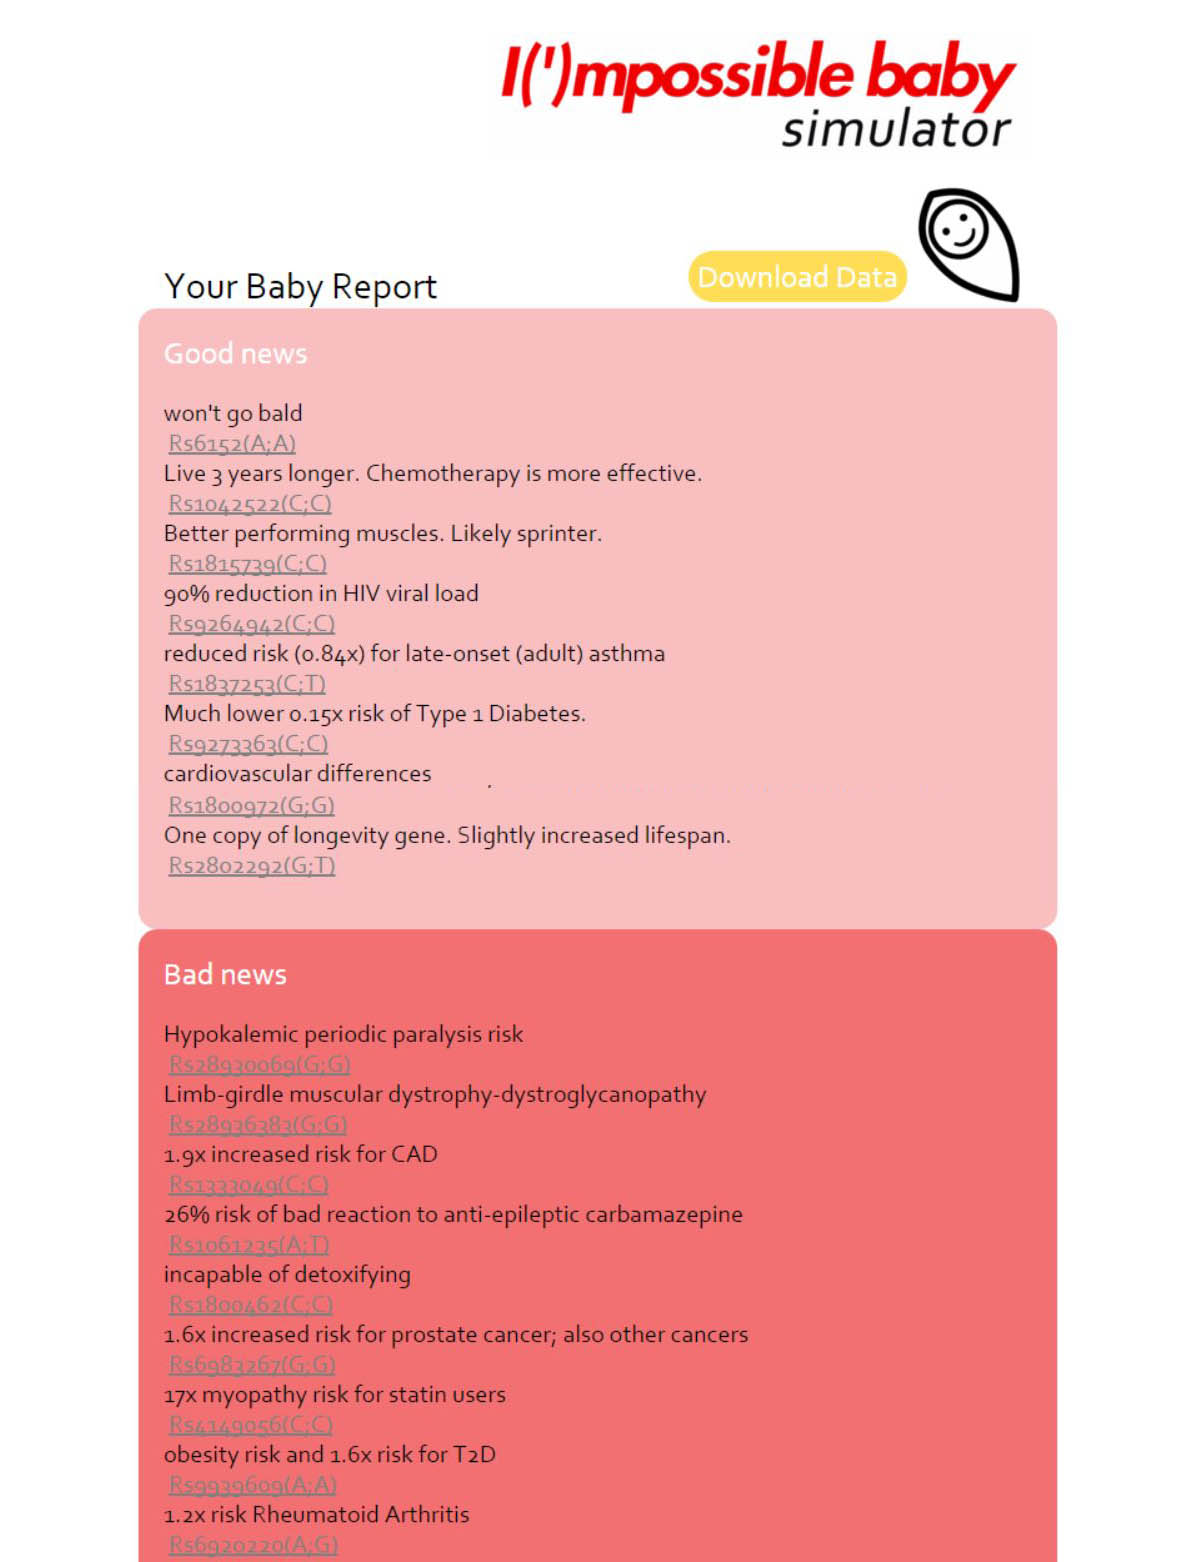 I(')mpossible baby
simulator
Your Baby Report
Download Data
Good news
won't go bald
Rs6152(A;A)
Live 3 years longer. Chemotherapy is more effective.
Rs1042522(C;C)
Better performing muscles. Likely sprinter.
Rs1815739(C;C)
90% reduction in HIV viral load
Rs9264942(C;C)
reduced risk (0.84x) for late-onset (adult) asthma
Rs1837253(C;T)
Much lower 0.15x risk of Type 1 Diabetes.
Rs9273363(C;C)
cardiovascular differences
Rs1800972(G;G)
One copy of longevity gene. Slightly increased lifespan.
Rs2802292(G;T)
Bad news
Hypokalemic periodic paralysis risk
Rs28930069(G;G)
Limb-girdle muscular dystrophy-dystroglycanopathy
Rs28936383(G;G)
1.9x increased risk for CAD
Rs1333049(C;C)
26% risk of bad reaction to anti-epileptic carbamazepine
Rs1061235(A;T)
incapable of detoxifying
Rs1800462(C;C)
1.6x increased risk for prostate cancer; also other cancers
Rs6983267(G;G)
17x myopathy risk for statin users
Rs4149056(C;C)
obesity risk and 1.6x risk for T2D
Rs9939609(A;A)
1.2x risk Rheumatoid Arthritis
Rs6920220(A;G)